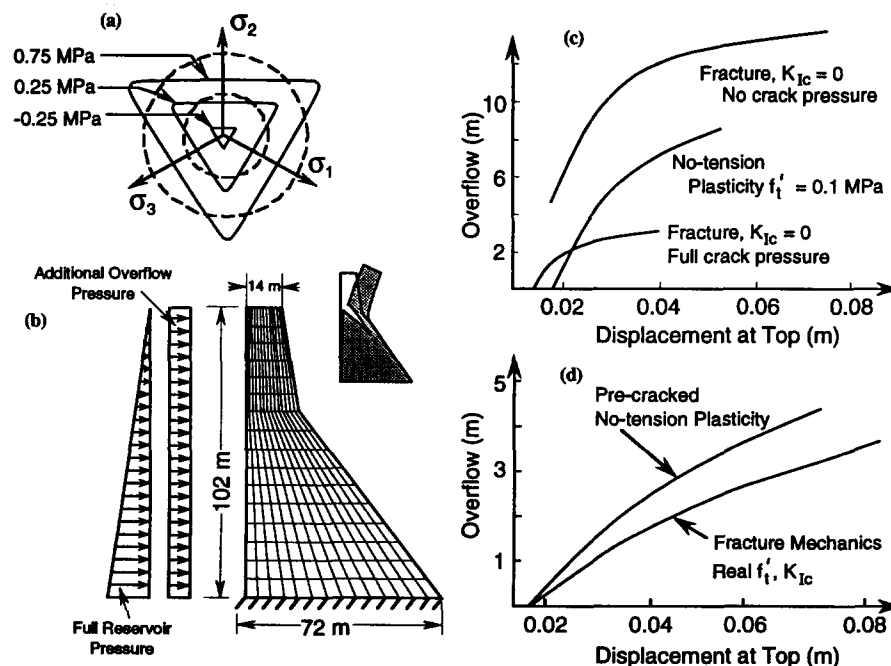 (a)
σ2
0.75 MPa
0.25 MPa
-0.25 MPa
σ1
σ3
Additional Overflow
Pressure
14 m
(b)
102 m
Full Reservoir
Pressure
72 m
(c)
Overflow (m)
12
10
6
2
Fracture, KIc = 0
No crack pressure
No-tension
Plasticity f't = 0.1 MPa
Fracture, KIc = 0
Full crack pressure
0.02 0.04 0.06 0.08
Displacement at Top (m)
(d)
Overflow (m)
5
3
1
Pre-cracked
No-tension Plasticity
Fracture Mechanics
Real f't, KIc
0.02 0.04 0.06 0.08
Displacement at Top (m)